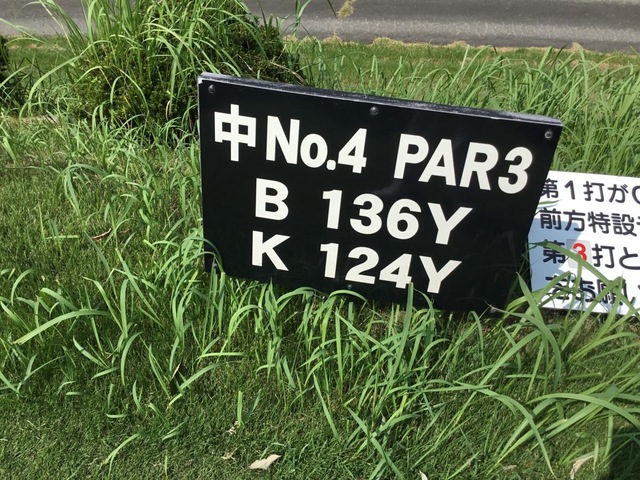 中No.4 PAR3
B 136Y
K 124Y
第1打が
前方特設
第3打と